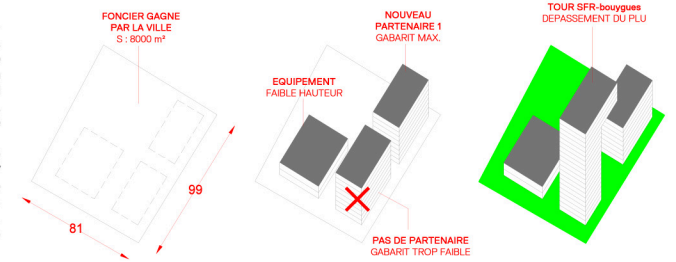 FONCIER GAGNE
PAR LA VILLE
S : 8000 m²
99
81
NOUVEAU
PARTENAIRE 1
GABARIT MAX.
EQUIPEMENT
FAIBLE HAUTEUR
PAS DE PARTENAIRE
GABARIT TROP FAIBLE
TOUR SFR-bouygues
DEPASSEMENT DU PLU